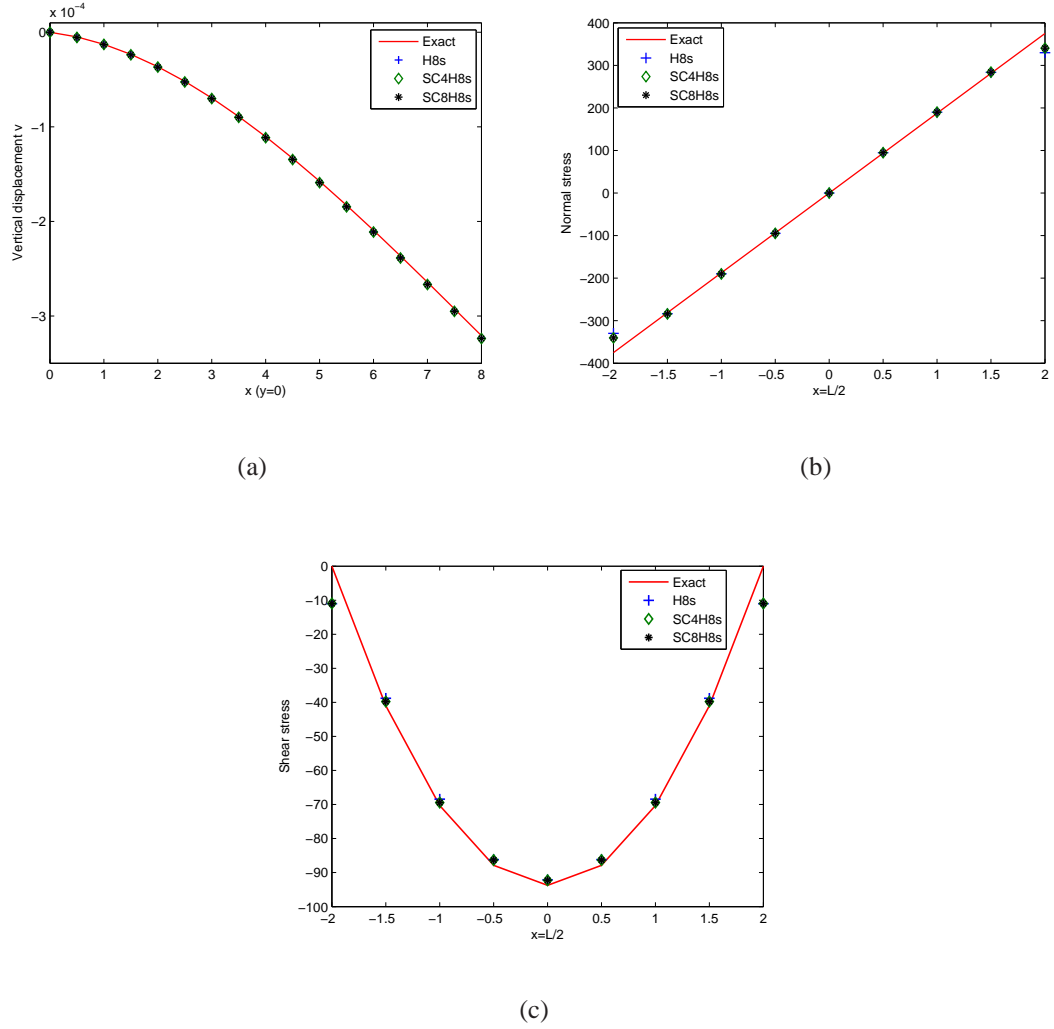 x 10⁻⁴
0
−1
−2
−3
Vertical displacement v
0 1 2 3 4 5 6 7 8
x (y=0)
Exact
H8s
SC4H8s
SC8H8s
(a)
400
300
200
100
0
−100
−200
−300
−400
Normal stress
−2 −1.5 −1 −0.5 0 0.5 1 1.5 2
x=L/2
Exact
H8s
SC4H8s
SC8H8s
(b)
0
−10
−20
−30
−40
−50
−60
−70
−80
−90
−100
Shear stress
−2 −1.5 −1 −0.5 0 0.5 1 1.5 2
x=L/2
Exact
H8s
SC4H8s
SC8H8s
(c)